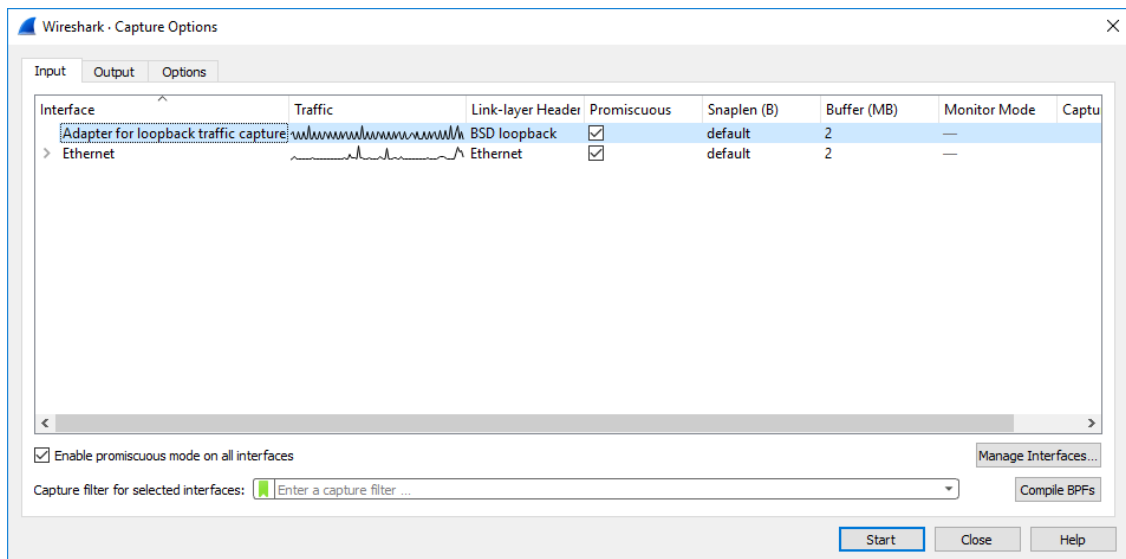 Wireshark · Capture Options
Input Output Options
Interface Traffic Link-layer Header Promiscuous Snaplen (B) Buffer (MB) Monitor Mode Captu
Adapter for loopback traffic capture BSD loopback default 2 —
Ethernet Ethernet default 2 —
Enable promiscuous mode on all interfaces Manage Interfaces...
Capture filter for selected interfaces: Enter a capture filter ... Compile BPFs
Start Close Help